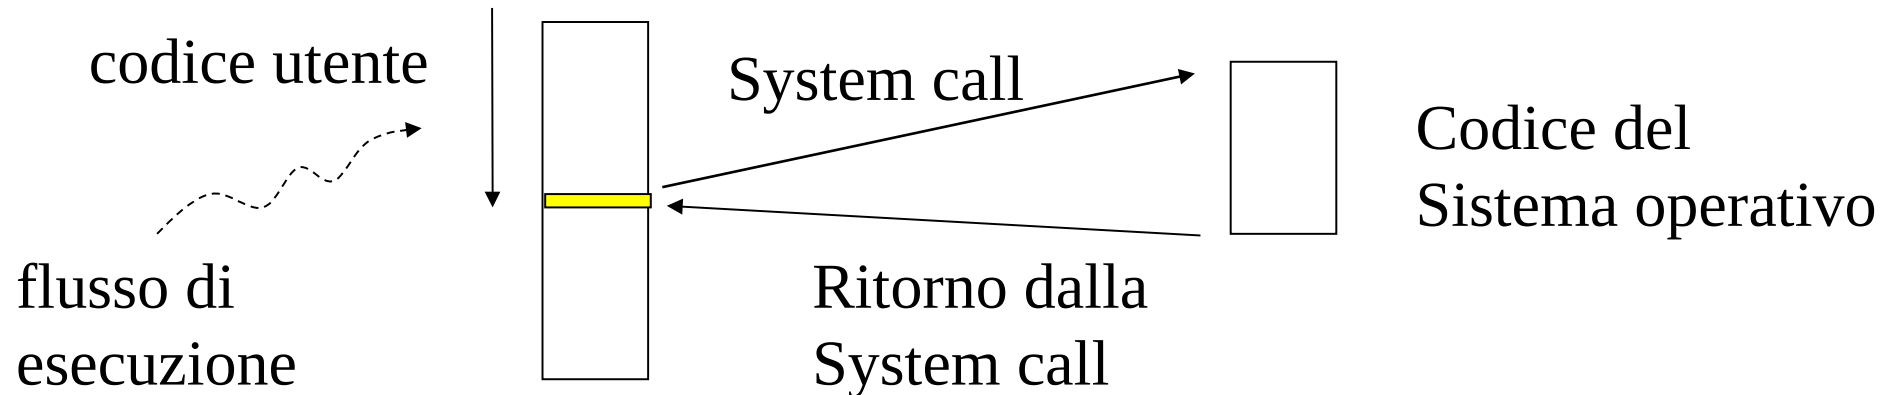 codice utente
System call
Codice del
Sistema operativo
flusso di
esecuzione
Ritorno dalla
System call